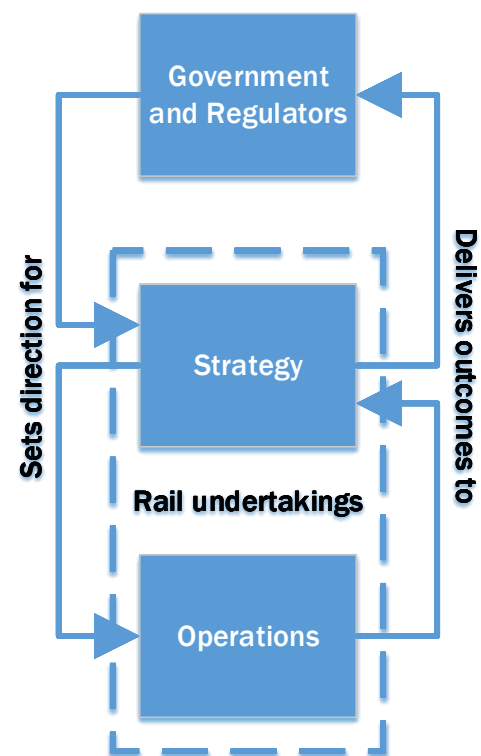 Government
and Regulators
Sets direction for
Delivers outcomes to
Strategy
Rail undertakings
Operations